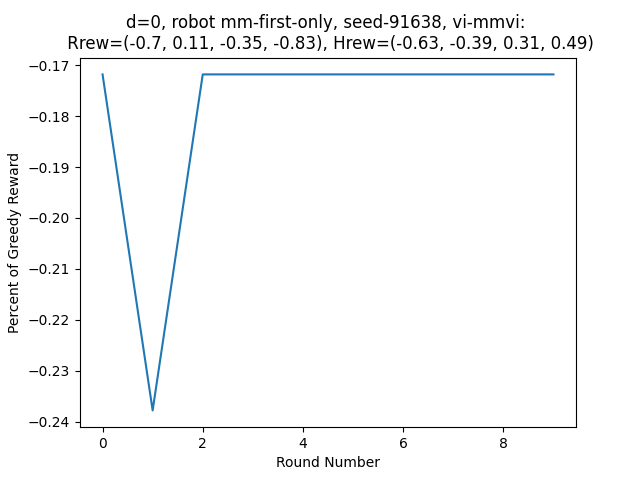 d=0, robot mm-first-only, seed-91638, vi-mmvi:
Rrew=(-0.7, 0.11, -0.35, -0.83), Hrew=(-0.63, -0.39, 0.31, 0.49)
−0.17
−0.18
−0.19
−0.20
−0.21
−0.22
−0.23
−0.24
Percent of Greedy Reward
0 2 4 6 8
Round Number